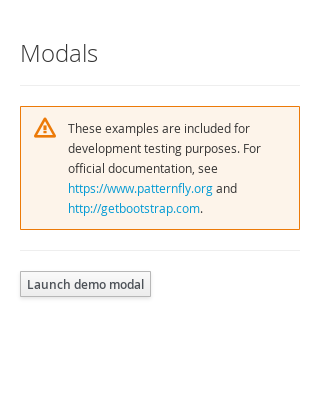 Modals
These examples are included for
development testing purposes. For
official documentation, see
https://www.patternfly.org and
http://getbootstrap.com.
Launch demo modal